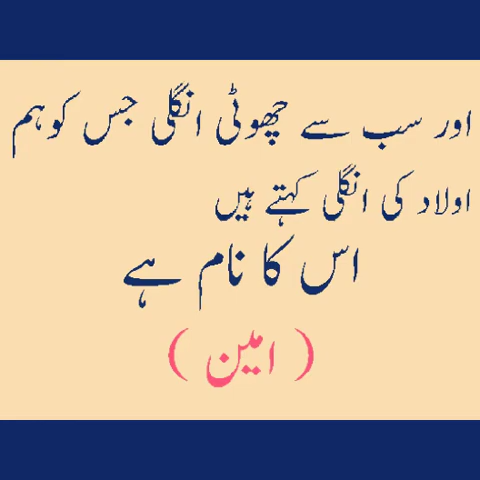 اور سب سے چھوٹی انگلی جس کو ہم
اولاد کی انگلی کہتے ہیں
اس کا نام ہے
( امین )